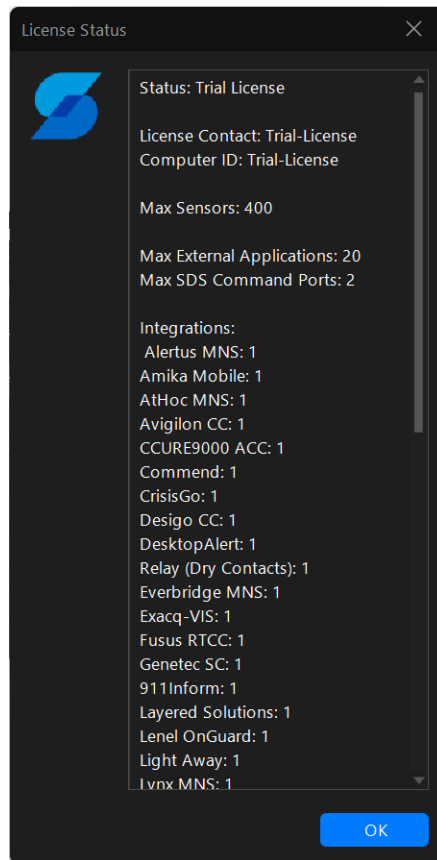 License Status
Status: Trial License
License Contact: Trial-License
Computer ID: Trial-License
Max Sensors: 400
Max External Applications: 20
Max SDS Command Ports: 2
Integrations:
Alertus MNS: 1
Amika Mobile: 1
AtHoc MNS: 1
Avigilon CC: 1
CCURE9000 ACC: 1
Commend: 1
CrisisGo: 1
Desigo CC: 1
DesktopAlert: 1
Relay (Dry Contacts): 1
Everbridge MNS: 1
Exacq-VIS: 1
Fusus RTCC: 1
Genetec SC: 1
911Inform: 1
Layered Solutions: 1
Lenel OnGuard: 1
Light Away: 1
Lynx MNS: 1
OK